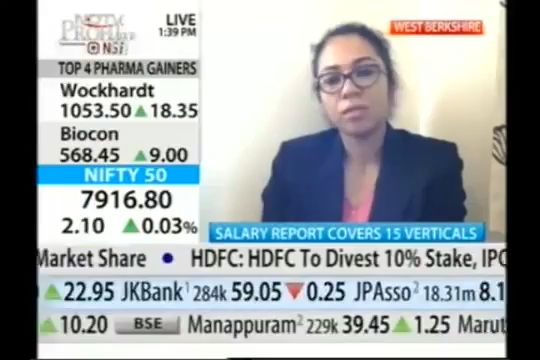 NDTV
PROFIT
NSE
LIVE
1:39 PM
WEST BERKSHIRE
TOP 4 PHARMA GAINERS
Wockhardt
1053.50 ▲ 18.35
Biocon
568.45 ▲ 9.00
NIFTY 50
7916.80
2.10 ▲ 0.03%
SALARY REPORT COVERS 15 VERTICALS
Market Share • HDFC: HDFC To Divest 10% Stake, IPO
▲ 22.95 JKBank¹ 284k 59.05 ▼ 0.25 JPAsso² 18.31m 8.1
▲ 10.20 BSE Manappuram² 229k 39.45 ▲ 1.25 Marut